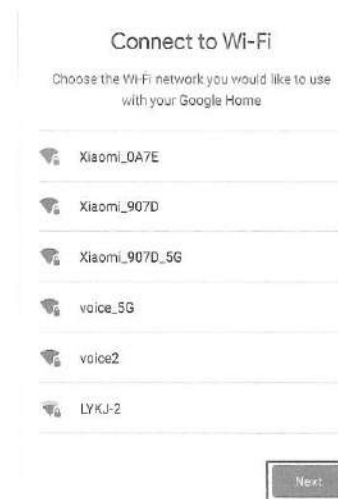 Connect to Wi-Fi
Choose the Wi-Fi network you would like to use
with your Google Home
Xiaomi_0A7E
Xiaomi_907D
Xiaomi_907D_5G
voice_5G
voice2
LYKJ-2
Next